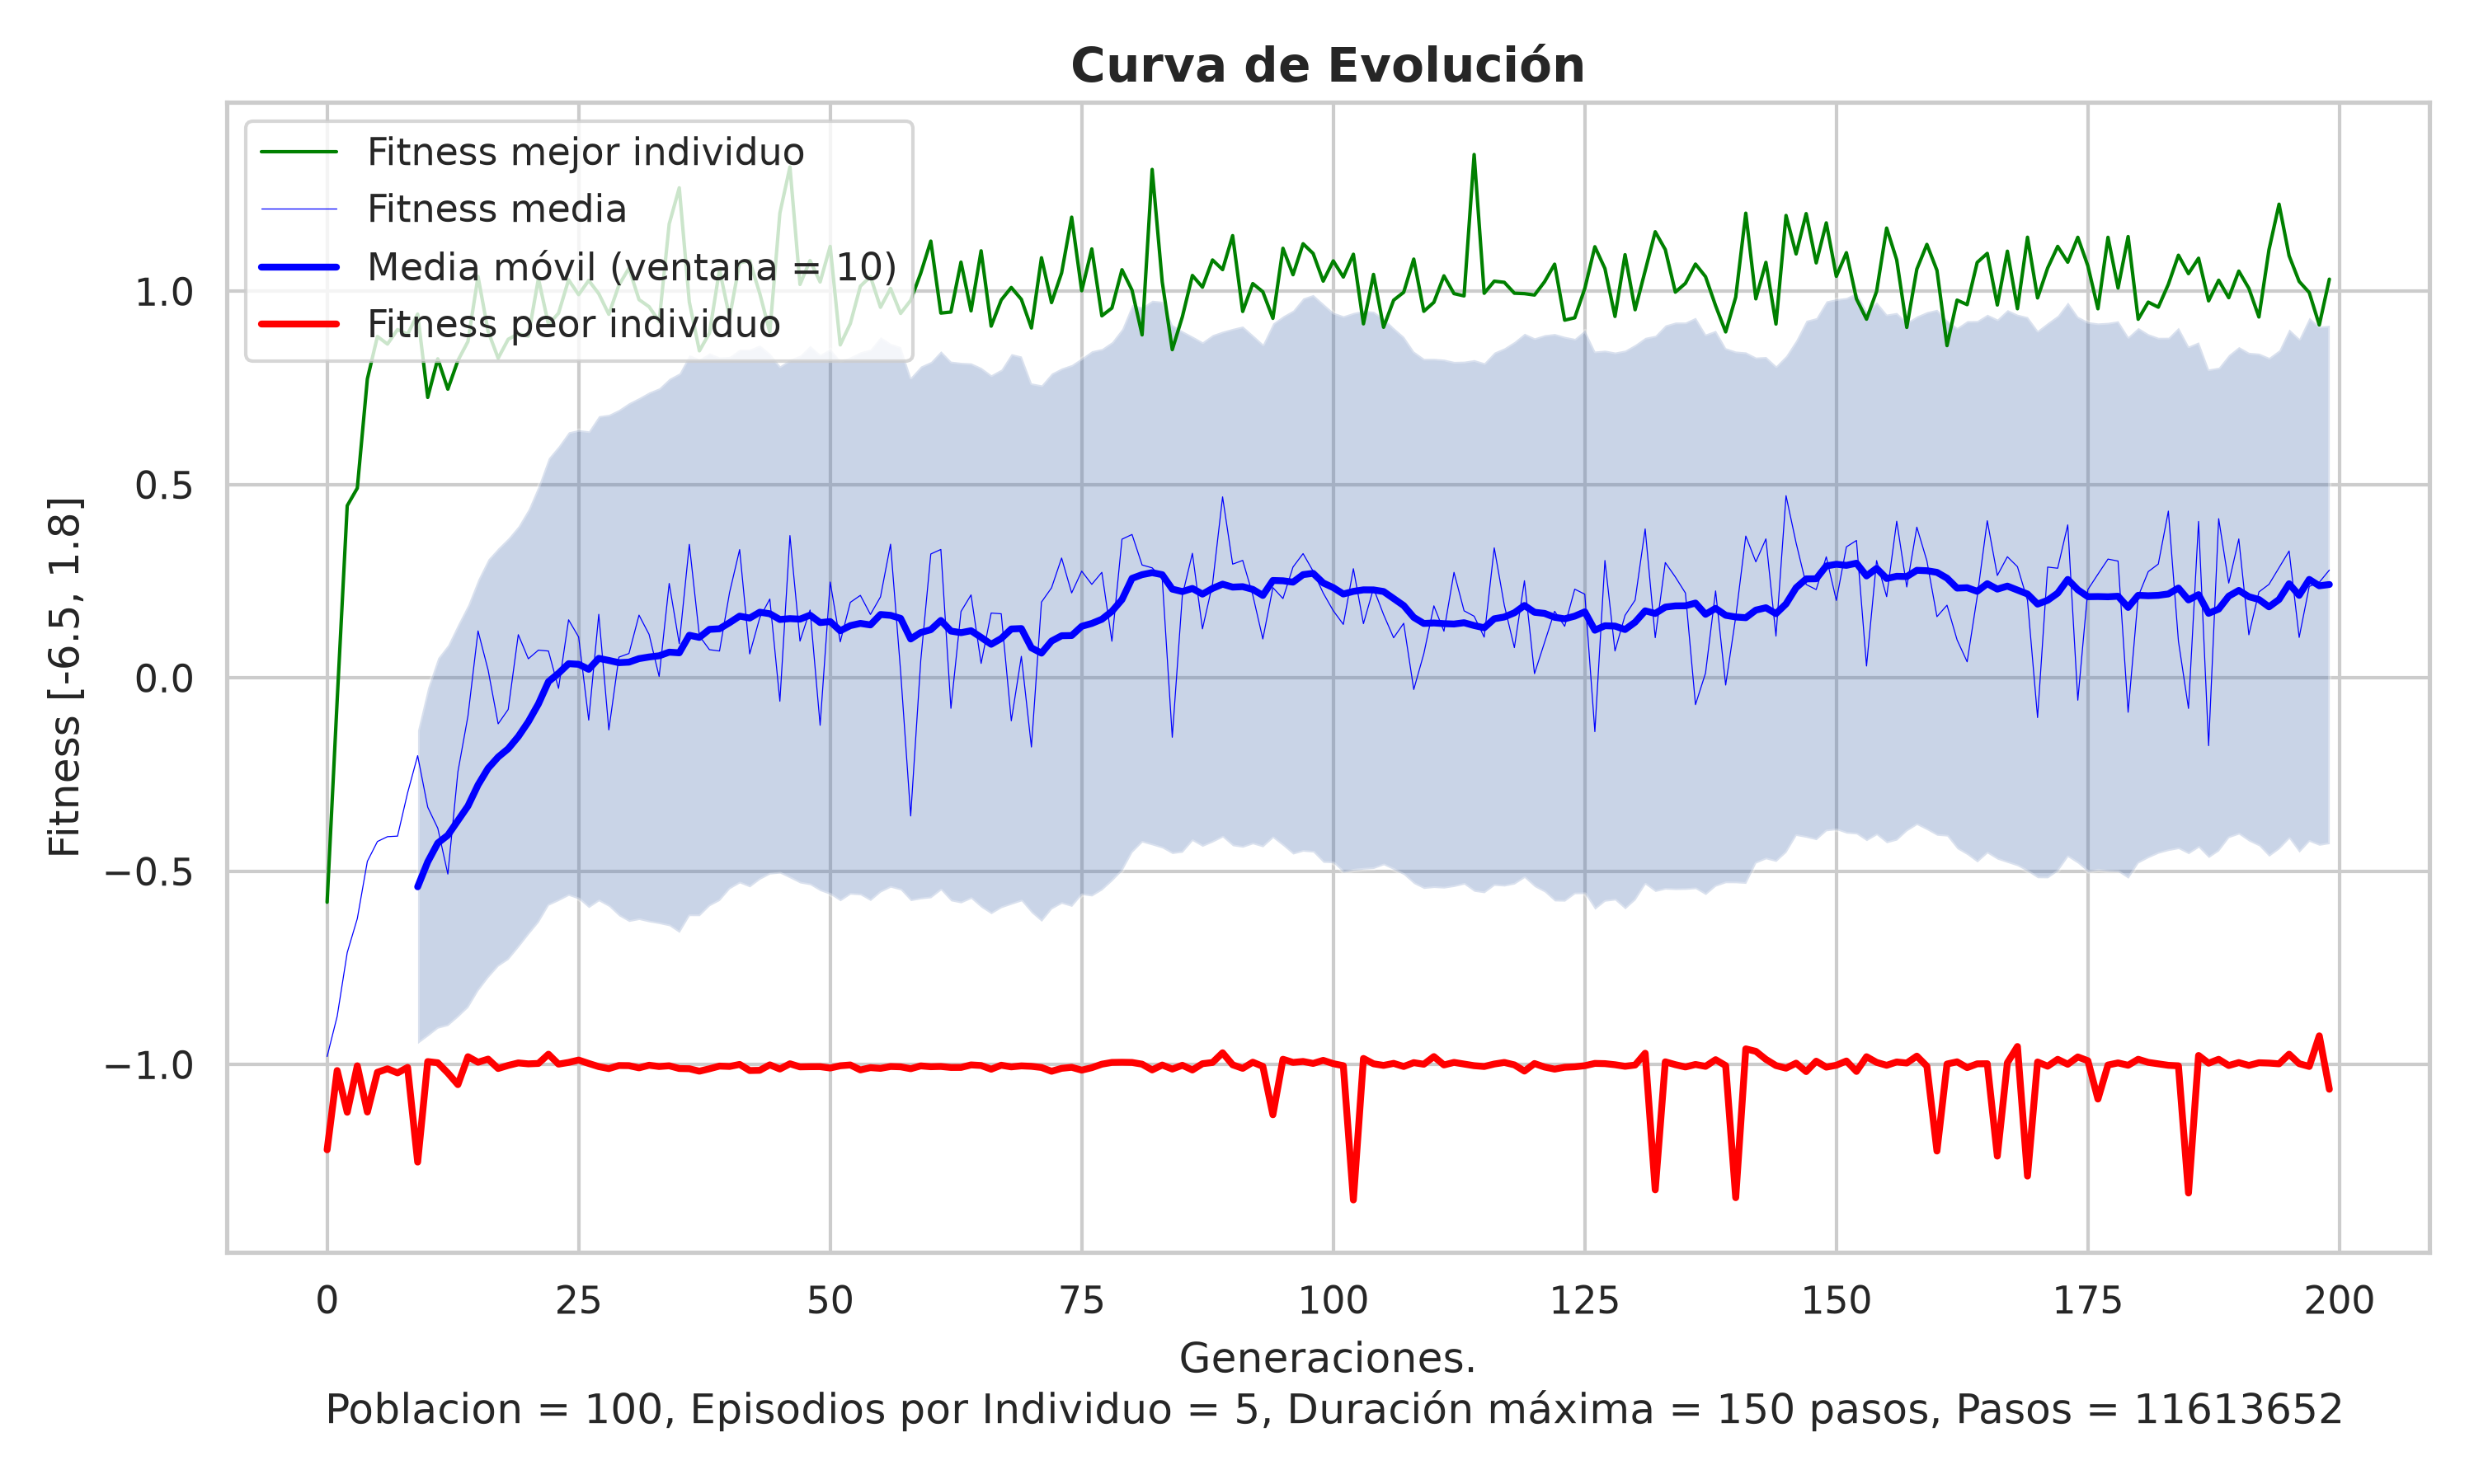 Curva de Evolución
Fitness mejor individuo
Fitness media
Media móvil (ventana = 10)
Fitness peor individuo
Fitness [-6.5, 1.8]
1.0
0.5
0.0
−0.5
−1.0
0 25 50 75 100 125 150 175 200
Generaciones.
Poblacion = 100, Episodios por Individuo = 5, Duración máxima = 150 pasos, Pasos = 11613652